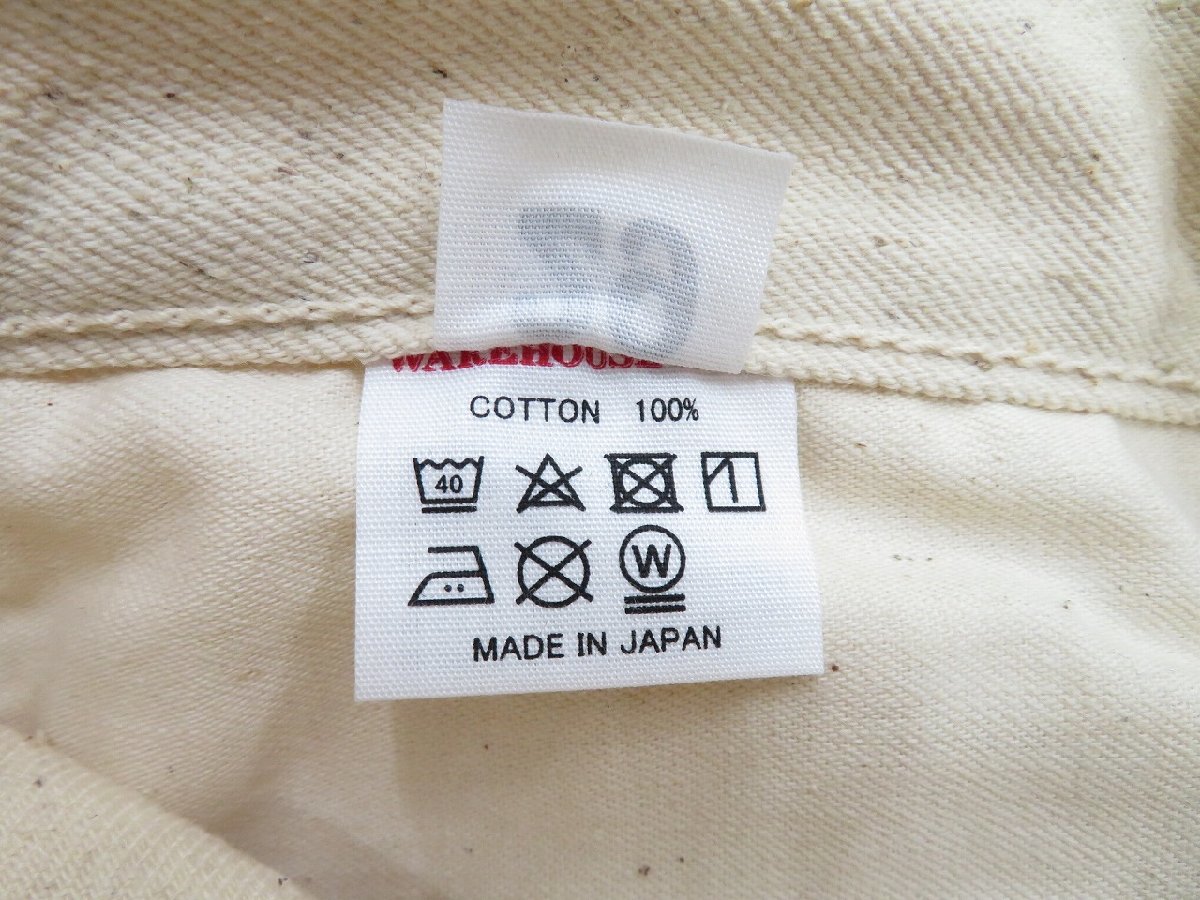 WAREHOUSE
COTTON 100%
40
W
MADE IN JAPAN